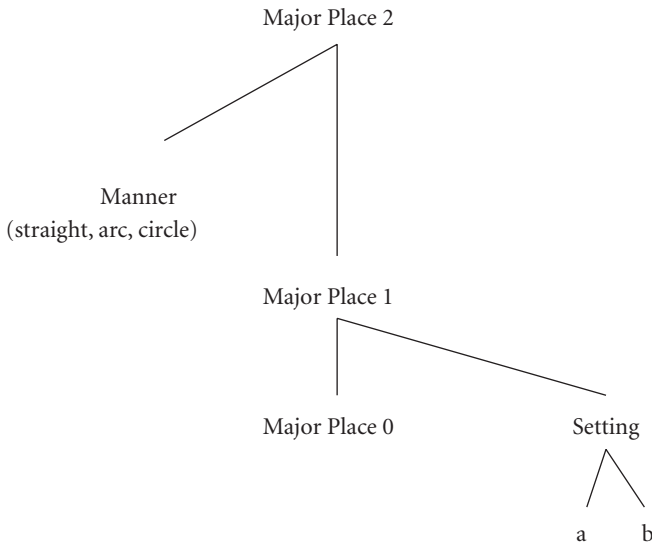 Major Place 2
Manner
(straight, arc, circle)
Major Place 1
Major Place 0 Setting
a b